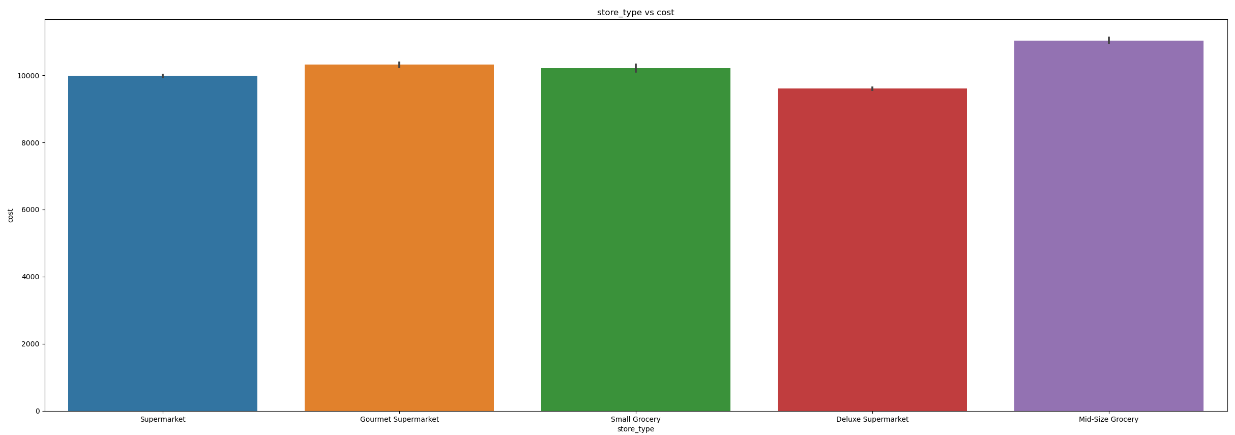 store_type vs cost
10000
8000
6000
4000
2000
0
cost
Supermarket
Gourmet Supermarket
Small Grocery
Deluxe Supermarket
Mid-Size Grocery
store_type